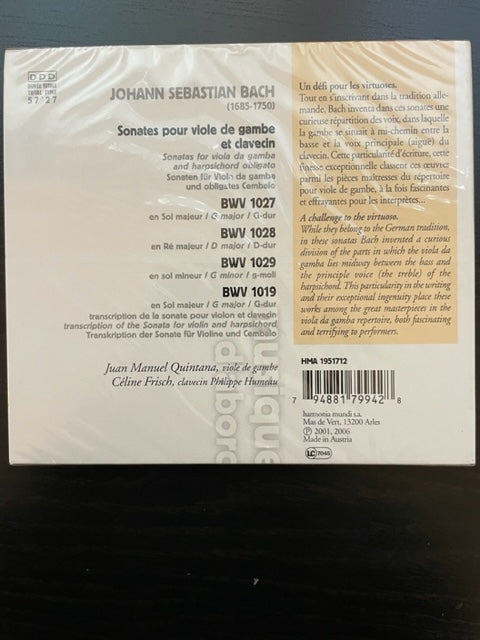 DDD
57'27
JOHANN SEBASTIAN BACH
(1685-1750)
Sonates pour viole de gambe
et clavecin
Sonatas for viola da gamba
and harpsichord obligato
Sonaten für Viola da gamba
und obligates Cembalo
BWV 1027
en Sol majeur / G major / G-dur
BWV 1028
en Ré majeur / D major / D-dur
BWV 1029
en sol mineur / G minor / g-moll
BWV 1019
en Sol majeur / G major / G-dur
transcription de la sonate pour violon et clavecin
transcription of the Sonata for violin and harpsichord
Transkription der Sonate für Violine und Cembalo
Juan Manuel Quintana, viole de gambe
Céline Frisch, clavecin Philippe Humeau
musique
d'abord
Un défi pour les virtuoses.
Tout en s'inscrivant dans la tradition alle-
mande, Bach inventa dans ces sonates une
curieuse répartition des voix, dans laquelle
la gambe se situait à mi-chemin entre la
basse et la voix principale (aiguë) du
clavecin. Cette particularité d'écriture, cette
finesse exceptionnelle classent ces œuvres
parmi les pièces maîtresses du répertoire
pour viole de gambe, à la fois fascinantes
et effrayantes pour les interprètes...
A challenge to the virtuoso.
While they belong to the German tradition,
in these sonatas Bach invented a curious
division of the parts in which the viola da
gamba lies midway between the bass and
the principle voice (the treble) of the
harpsichord. This particularity in the writing
and their exceptional ingenuity place these
works among the great masterpieces in the
viola da gamba repertoire, both fascinating
and terrifying to performers.
HMA 1951712
7 94881 79942 8
harmonia mundi s.a.
Mas de Vert, 13200 Arles
℗ 2001, 2006
Made in Austria
LC 7045